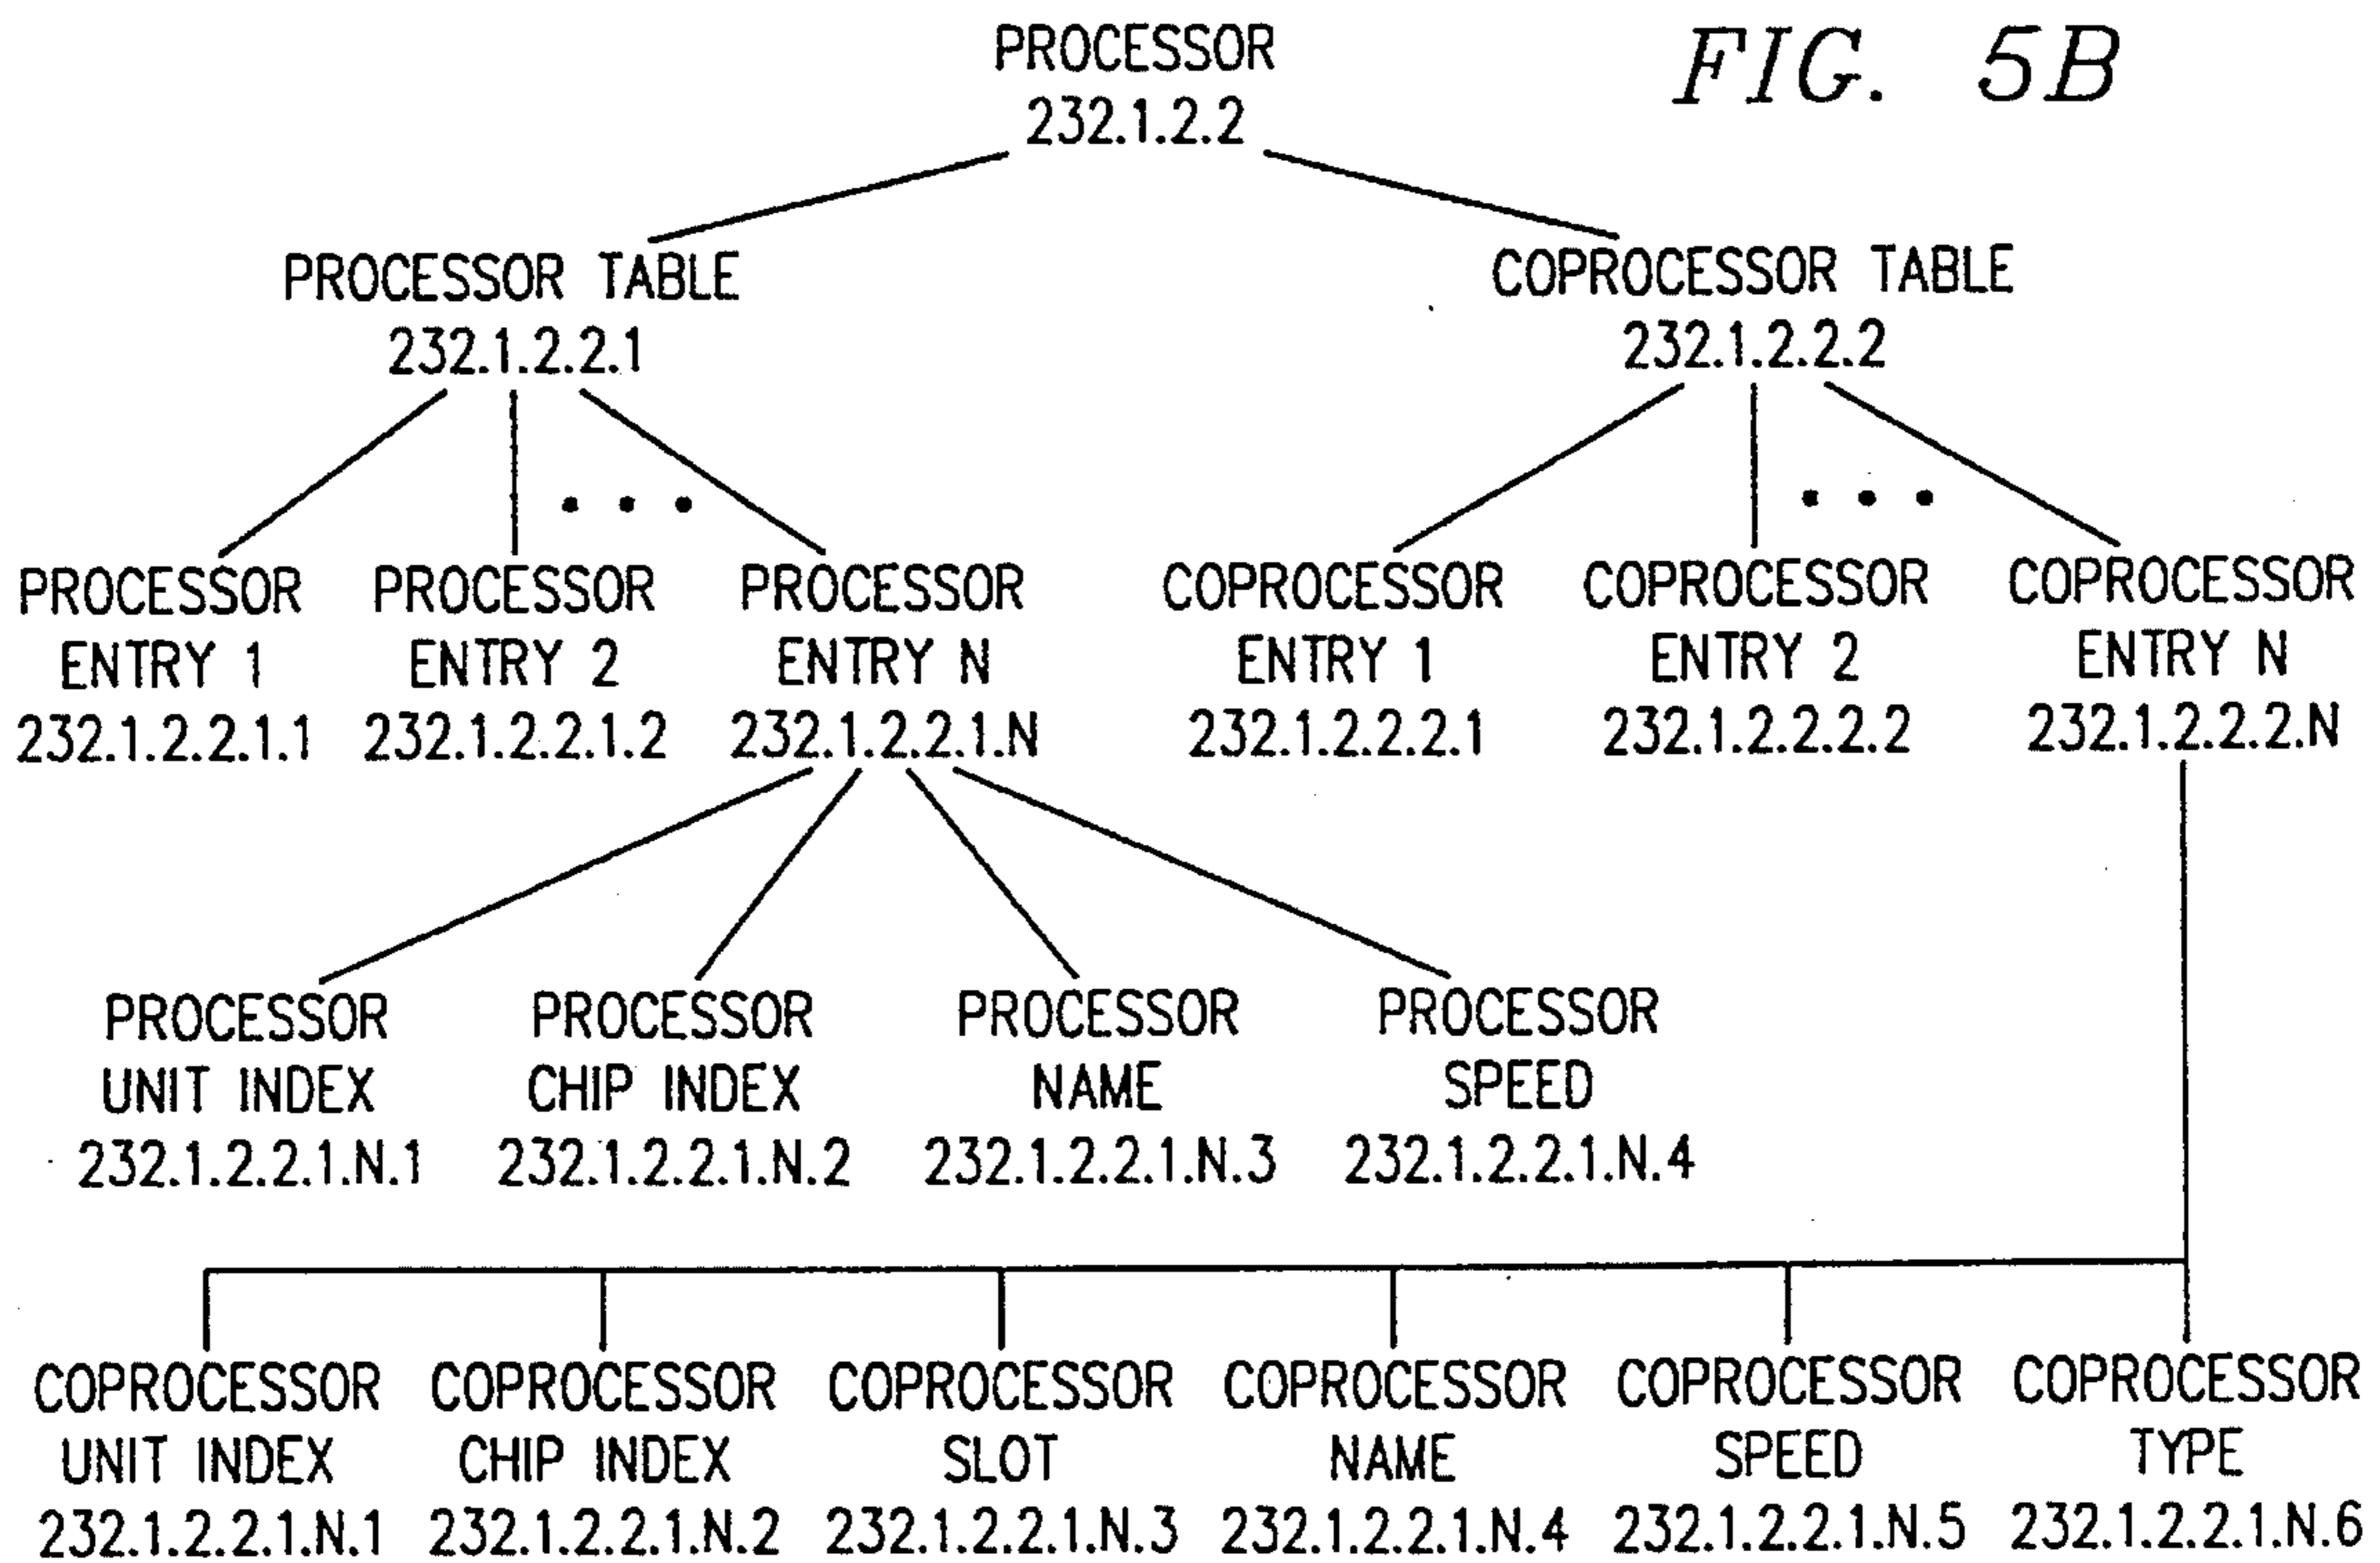 PROCESSOR
232.1.2.2
FIG. 5B
PROCESSOR TABLE
232.1.2.2.1
COPROCESSOR TABLE
232.1.2.2.2
PROCESSOR
ENTRY 1
232.1.2.2.1.1
PROCESSOR
ENTRY 2
232.1.2.2.1.2
. . .
PROCESSOR
ENTRY N
232.1.2.2.1.N
COPROCESSOR
ENTRY 1
232.1.2.2.2.1
COPROCESSOR
ENTRY 2
232.1.2.2.2.2
. . .
COPROCESSOR
ENTRY N
232.1.2.2.2.N
PROCESSOR
UNIT INDEX
232.1.2.2.1.N.1
PROCESSOR
CHIP INDEX
232.1.2.2.1.N.2
PROCESSOR
NAME
232.1.2.2.1.N.3
PROCESSOR
SPEED
232.1.2.2.1.N.4
COPROCESSOR
UNIT INDEX
232.1.2.2.1.N.1
COPROCESSOR
CHIP INDEX
232.1.2.2.1.N.2
COPROCESSOR
SLOT
232.1.2.2.1.N.3
COPROCESSOR
NAME
232.1.2.2.1.N.4
COPROCESSOR
SPEED
232.1.2.2.1.N.5
COPROCESSOR
TYPE
232.1.2.2.1.N.6